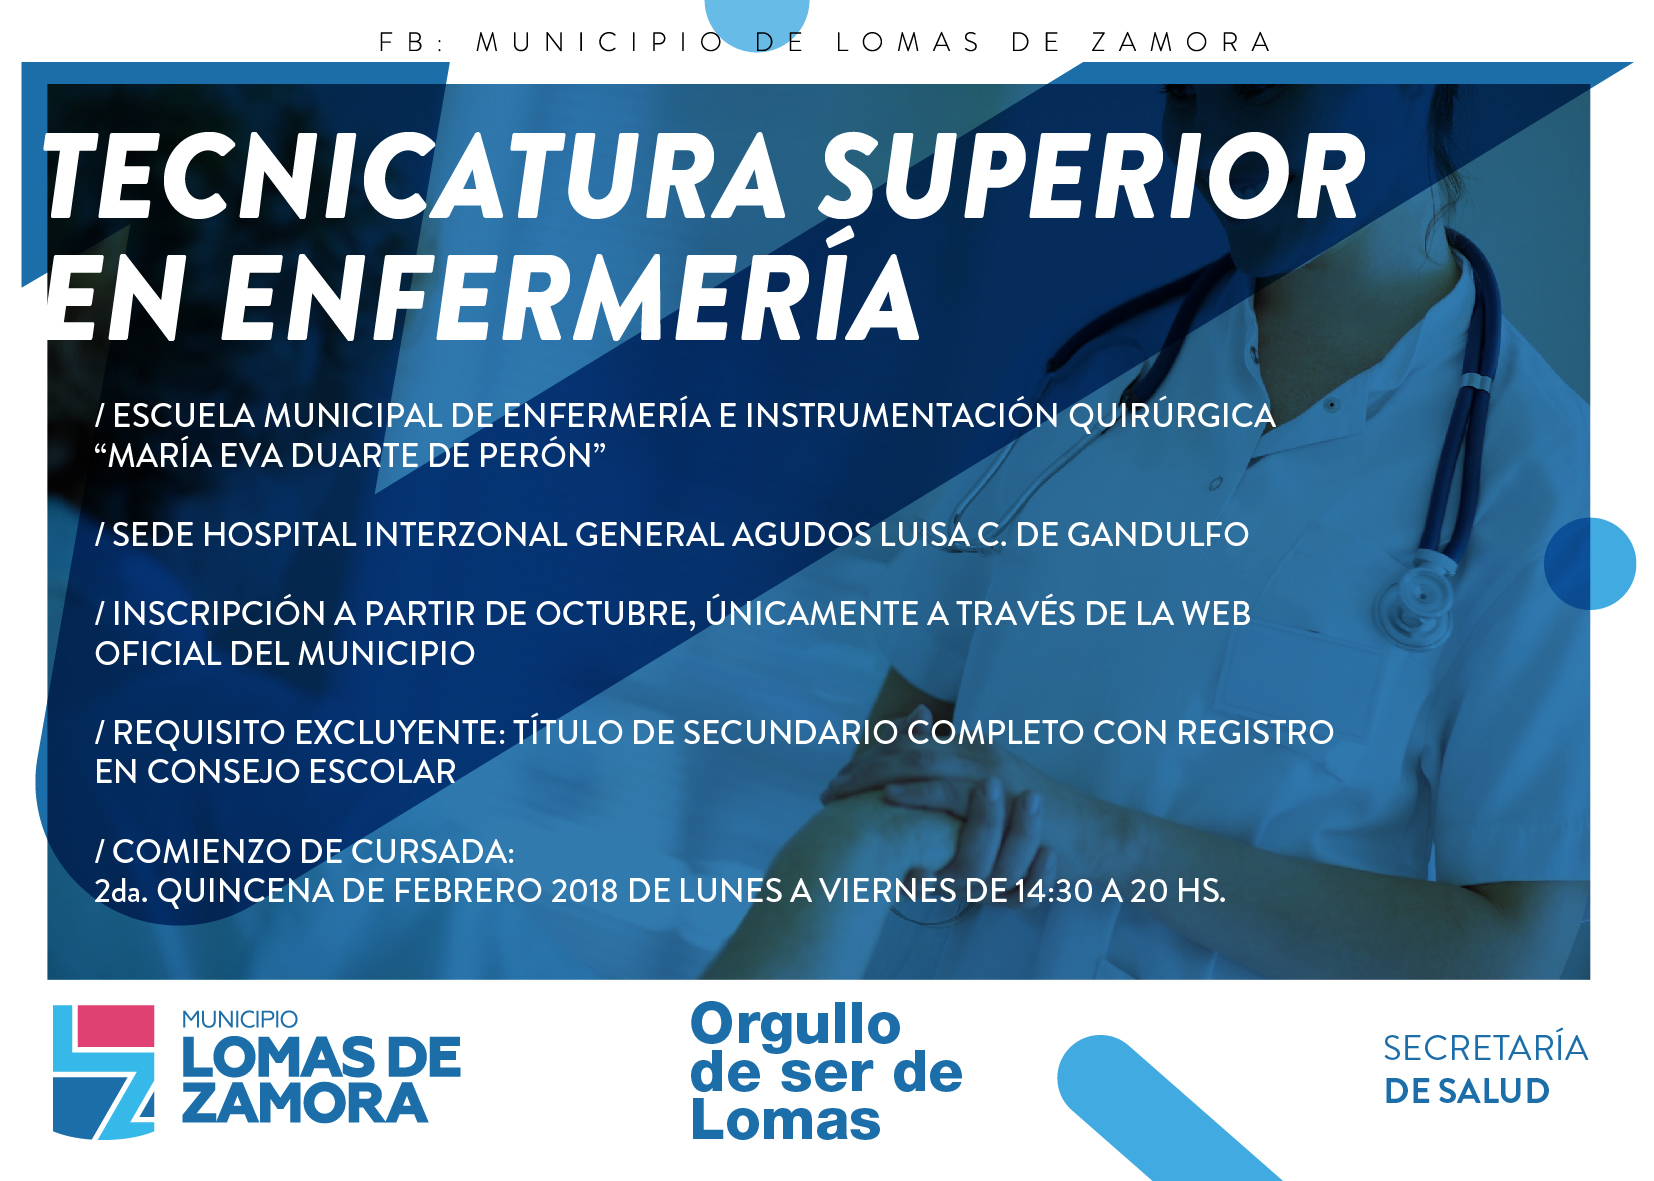 FB: MUNICIPIO DE LOMAS DE ZAMORA
TECNICATURA SUPERIOR
EN ENFERMERÍA
/ ESCUELA MUNICIPAL DE ENFERMERÍA E INSTRUMENTACIÓN QUIRÚRGICA
“MARÍA EVA DUARTE DE PERÓN”
/ SEDE HOSPITAL INTERZONAL GENERAL AGUDOS LUISA C. DE GANDULFO
/ INSCRIPCIÓN A PARTIR DE OCTUBRE, ÚNICAMENTE A TRAVÉS DE LA WEB
OFICIAL DEL MUNICIPIO
/ REQUISITO EXCLUYENTE: TÍTULO DE SECUNDARIO COMPLETO CON REGISTRO
EN CONSEJO ESCOLAR
/ COMIENZO DE CURSADA:
2da. QUINCENA DE FEBRERO 2018 DE LUNES A VIERNES DE 14:30 A 20 HS.
MUNICIPIO
LOMAS DE
ZAMORA
Orgullo
de ser de
Lomas
SECRETARÍA
DE SALUD